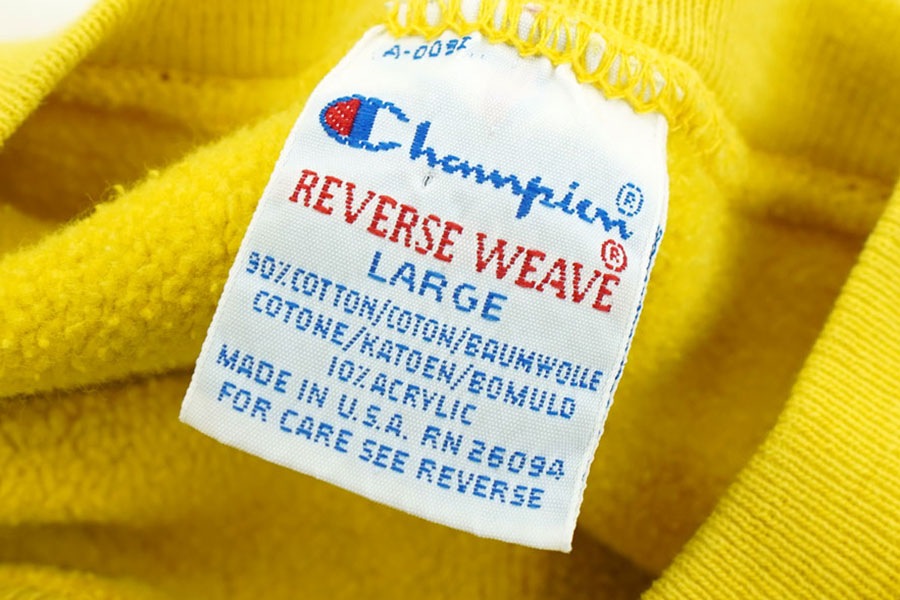 Champion®
REVERSE WEAVE®
LARGE
90% COTTON/COTON/BAUMWOLLE
COTONE/KATOEN/BOMULD
10% ACRYLIC
MADE IN U.S.A. RN 26094
FOR CARE SEE REVERSE